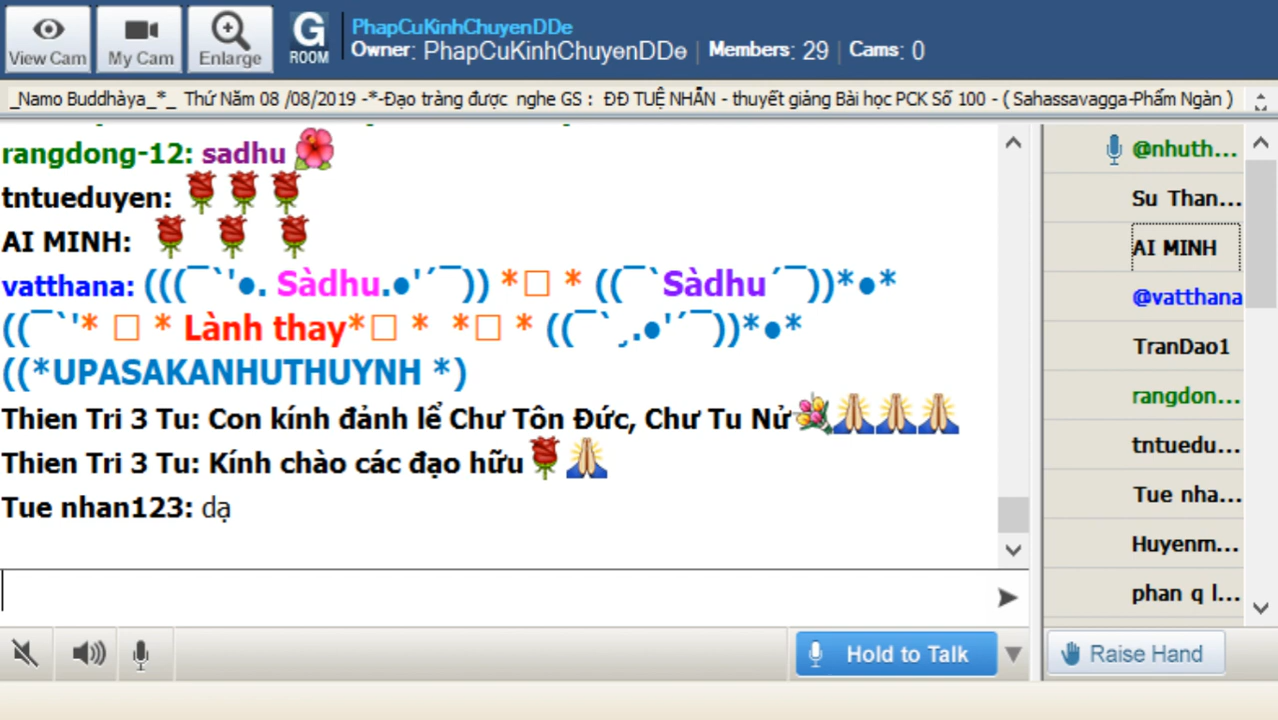 View Cam
My Cam
Enlarge
G ROOM
PhapCuKinhChuyenDDe
Owner: PhapCuKinhChuyenDDe | Members: 29 | Cams: 0
_Namo Buddhàya_*_ Thứ Năm 08 /08/2019 -*-Đạo tràng được nghe GS : ĐĐ TUỆ NHẪN - thuyết giảng Bài học PCK Số 100 - ( Sahassavagga-Phẩm Ngàn )
rangdong-12: sadhu
tntueduyen:
AI MINH:
vatthana: (((¯`'●. Sàdhu.●'´¯)) *□ * ((¯`Sàdhu´¯))*●*
((¯`'* □ * Lành thay*□ * *□ * ((¯`¸.●'´¯))*●*
((*UPASAKANHUTHUYNH *)
Thien Tri 3 Tu: Con kính đảnh lể Chư Tôn Đức, Chư Tu Nử
Thien Tri 3 Tu: Kính chào các đạo hữu
Tue nhan123: dạ
@nhuth...
Su Than...
AI MINH
@vatthana
TranDao1
rangdon...
tntuedu...
Tue nha...
Huyenm...
phan q l...
Hold to Talk
Raise Hand